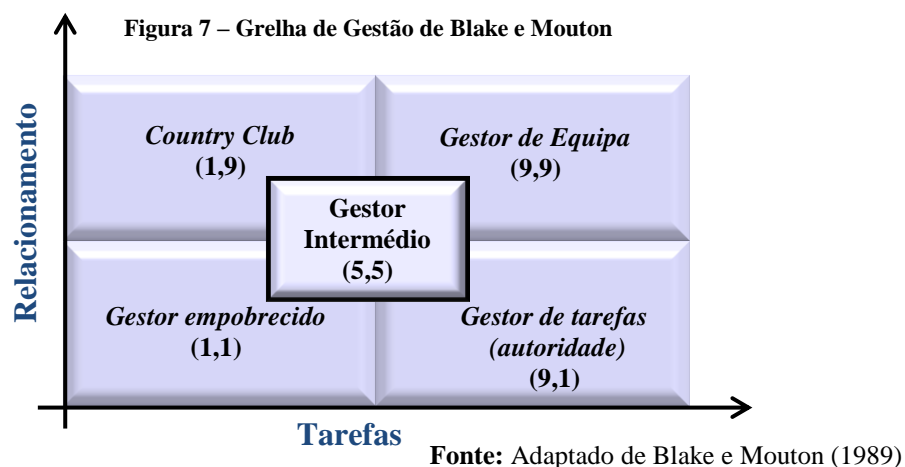 Figura 7 – Grelha de Gestão de Blake e Mouton
Relacionamento
Country Club
(1,9)
Gestor de Equipa
(9,9)
Gestor
Intermédio
(5,5)
Gestor empobrecido
(1,1)
Gestor de tarefas
(autoridade)
(9,1)
Tarefas
Fonte: Adaptado de Blake e Mouton (1989)